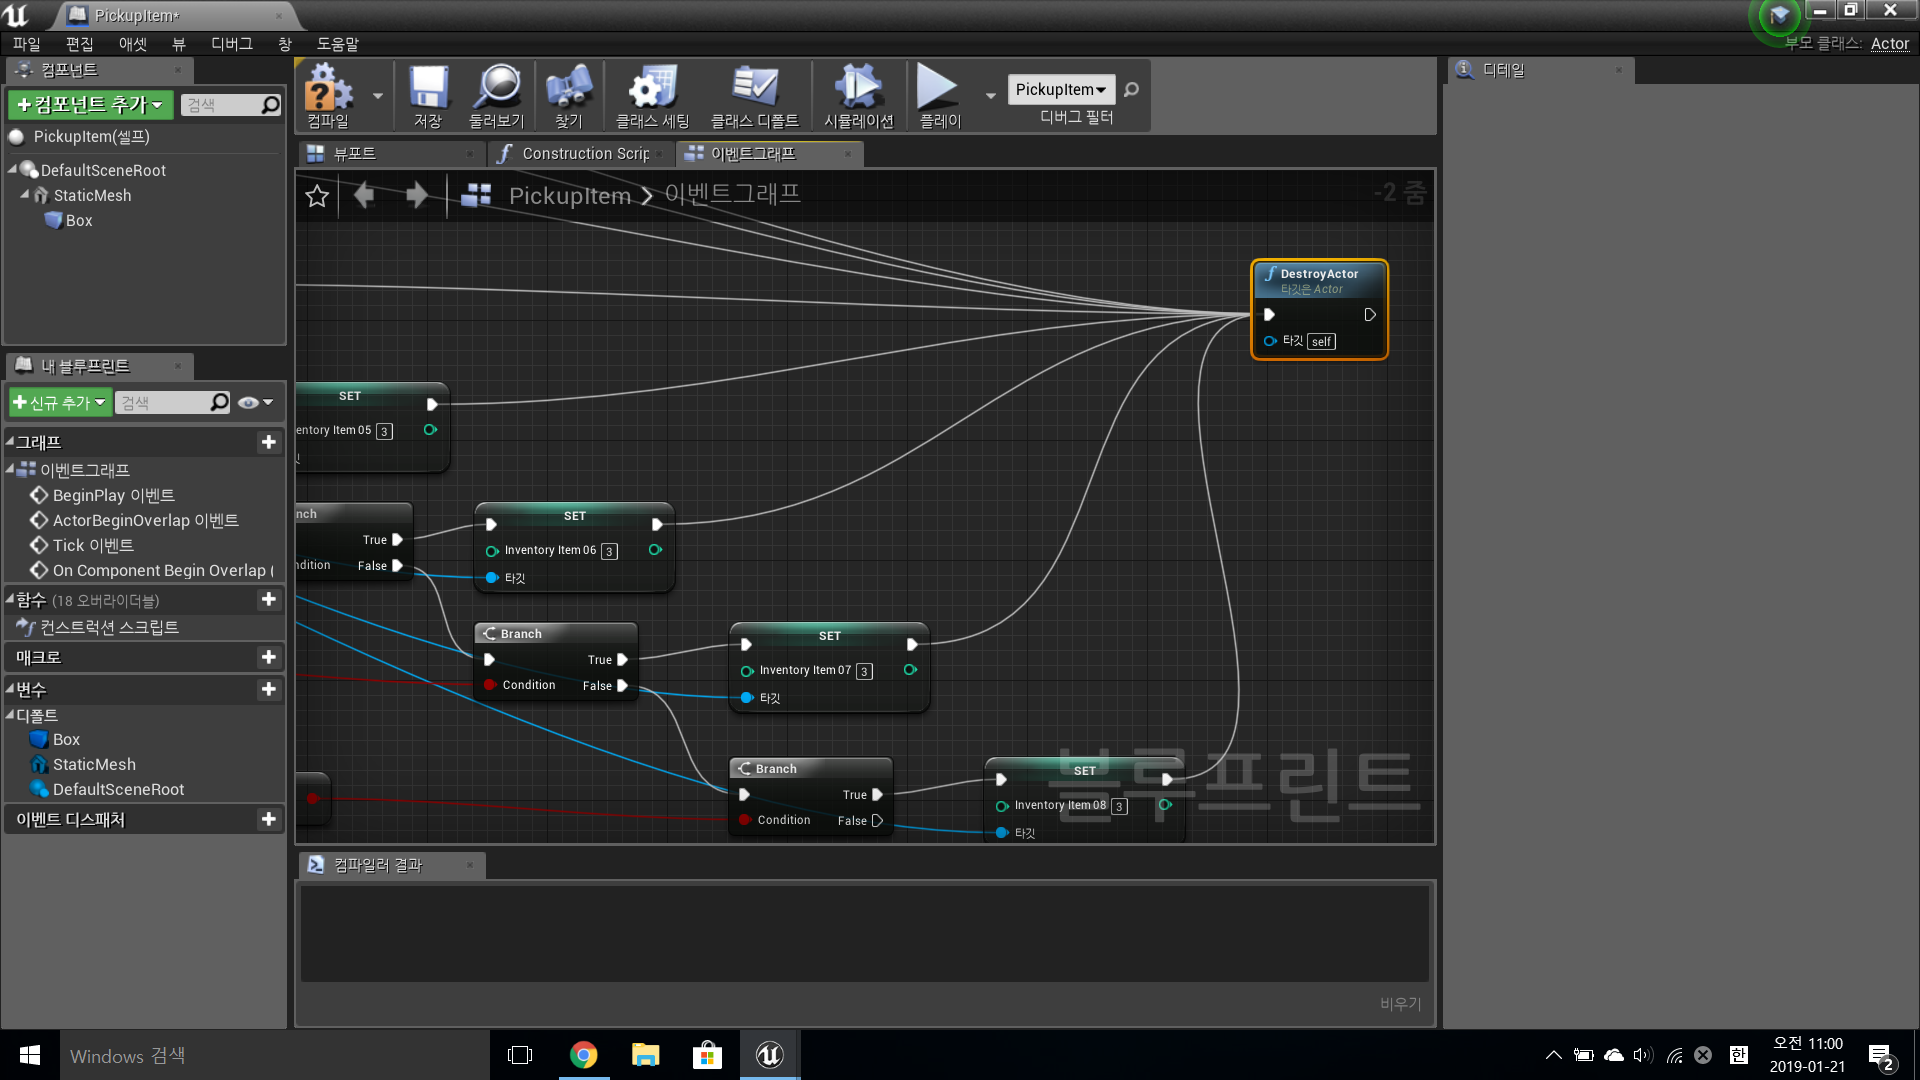 PickupItem*
파일 편집 애셋 뷰 디버그 창 도움말
부모 클래스: Actor
컴포넌트
+컴포넌트 추가
검색
PickupItem(셀프)
DefaultSceneRoot
StaticMesh
Box
컴파일
저장
둘러보기
찾기
클래스 세팅
클래스 디폴트
시뮬레이션
플레이
PickupItem
디버그 필터
디테일
뷰포트
Construction Scrip
이벤트그래프
PickupItem > 이벤트그래프
-2 줌
DestroyActor
타깃은 Actor
타깃 self
SET
entory Item 05 3
nch
True
ndition False
SET
Inventory Item 06 3
타깃
Branch
True
Condition False
SET
Inventory Item 07 3
타깃
Branch
True
Condition False
SET
Inventory Item 08 3
타깃
블루프린트
내 블루프린트
+신규 추가
검색
그래프
이벤트그래프
BeginPlay 이벤트
ActorBeginOverlap 이벤트
Tick 이벤트
On Component Begin Overlap (
함수 (18 오버라이더블)
컨스트럭션 스크립트
매크로
변수
디폴트
Box
StaticMesh
DefaultSceneRoot
이벤트 디스패처
컴파일러 결과
비우기
Windows 검색
한
오전 11:00
2019-01-21
2